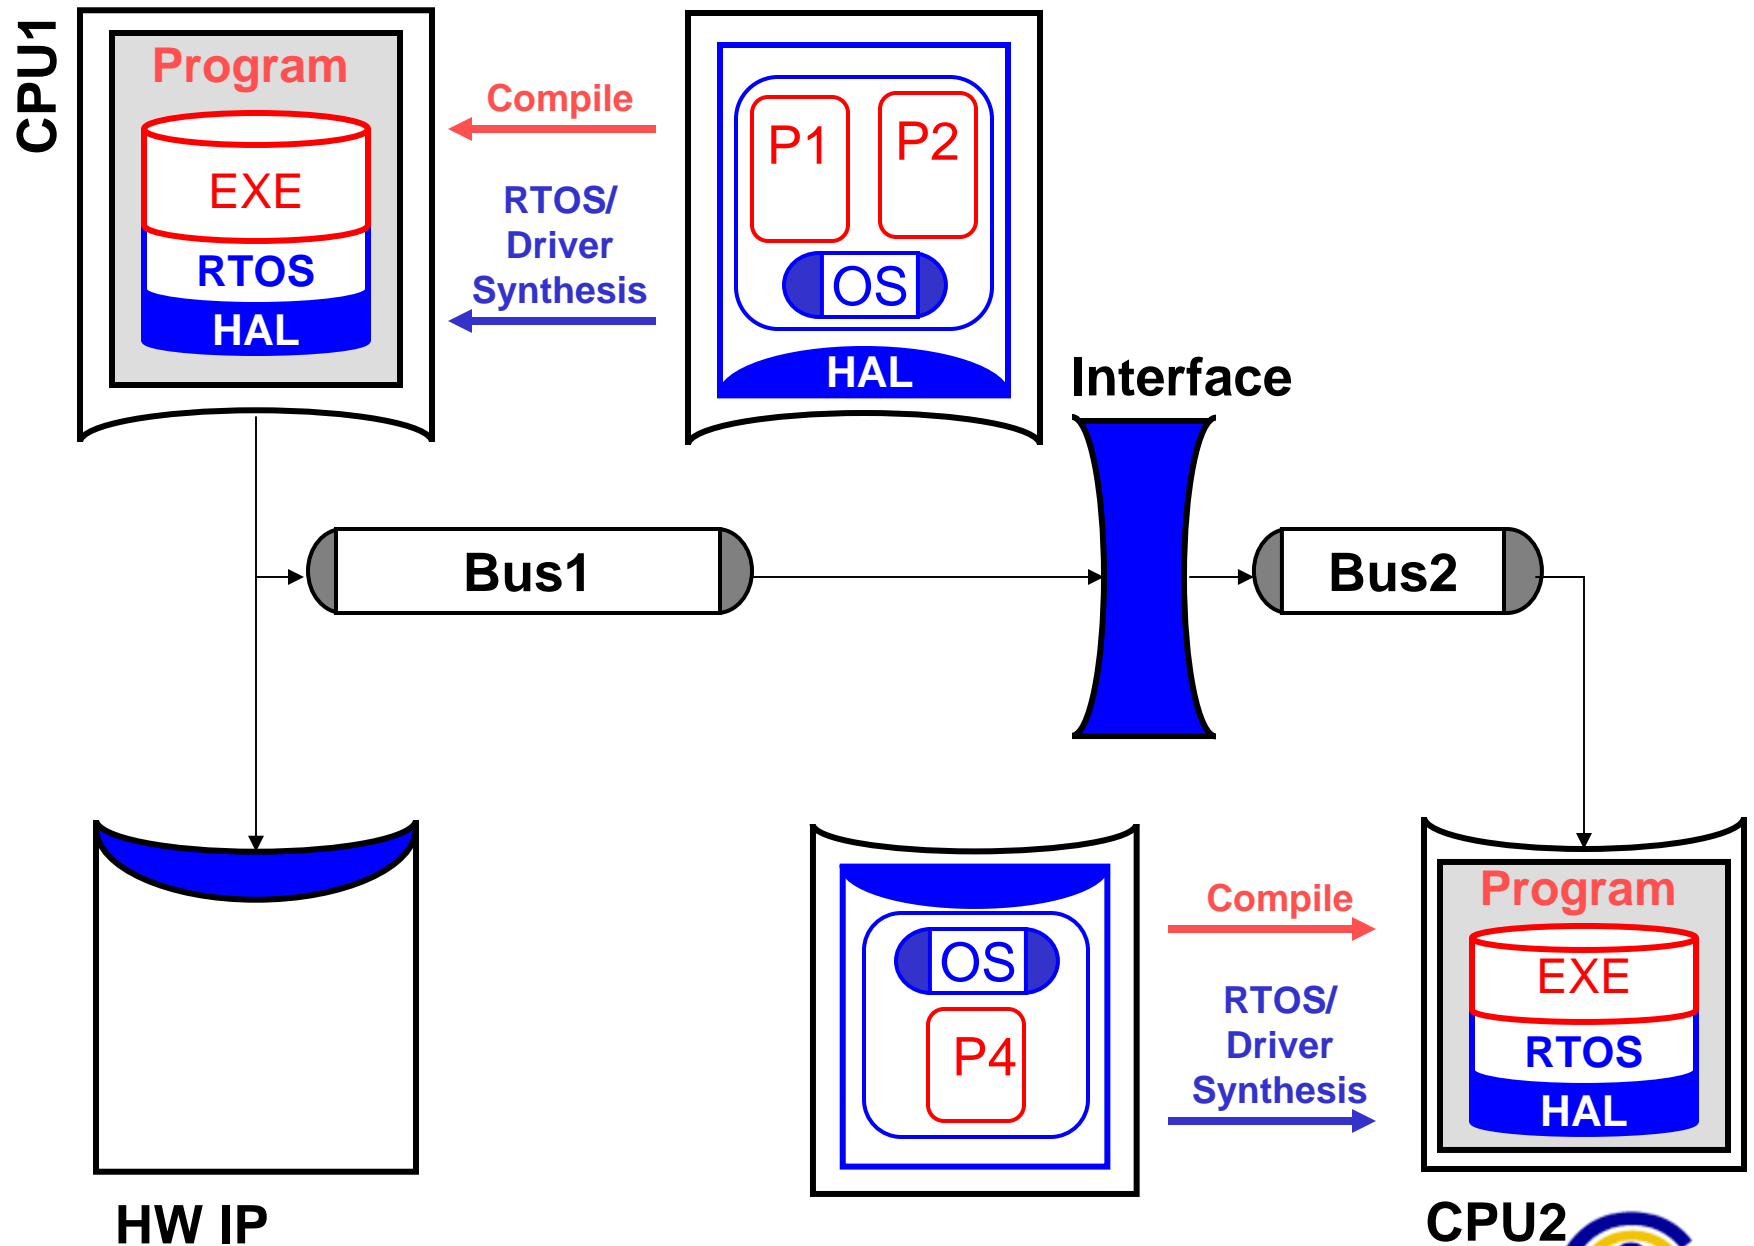 CPU1
Program
EXE
RTOS
HAL
Compile
RTOS/
Driver
Synthesis
P1
P2
OS
HAL
Interface
Bus1
Bus2
HW IP
OS
P4
Compile
RTOS/
Driver
Synthesis
Program
EXE
RTOS
HAL
CPU2